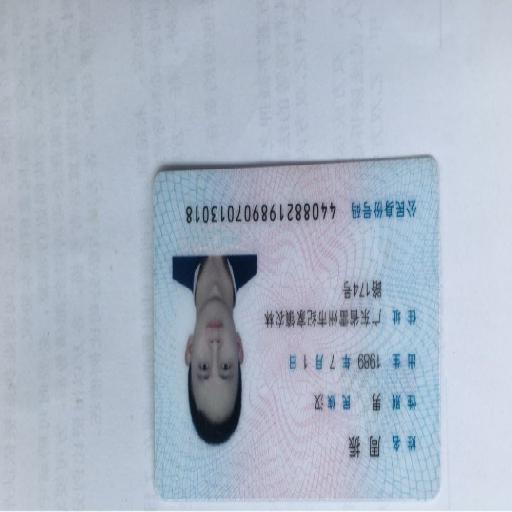 姓名 周振
性别 男 民族 汉
出生 1989 年 7 月 1 日
住址 广东省雷州市纪家镇农林
路174号
公民身份号码 440882198907013018